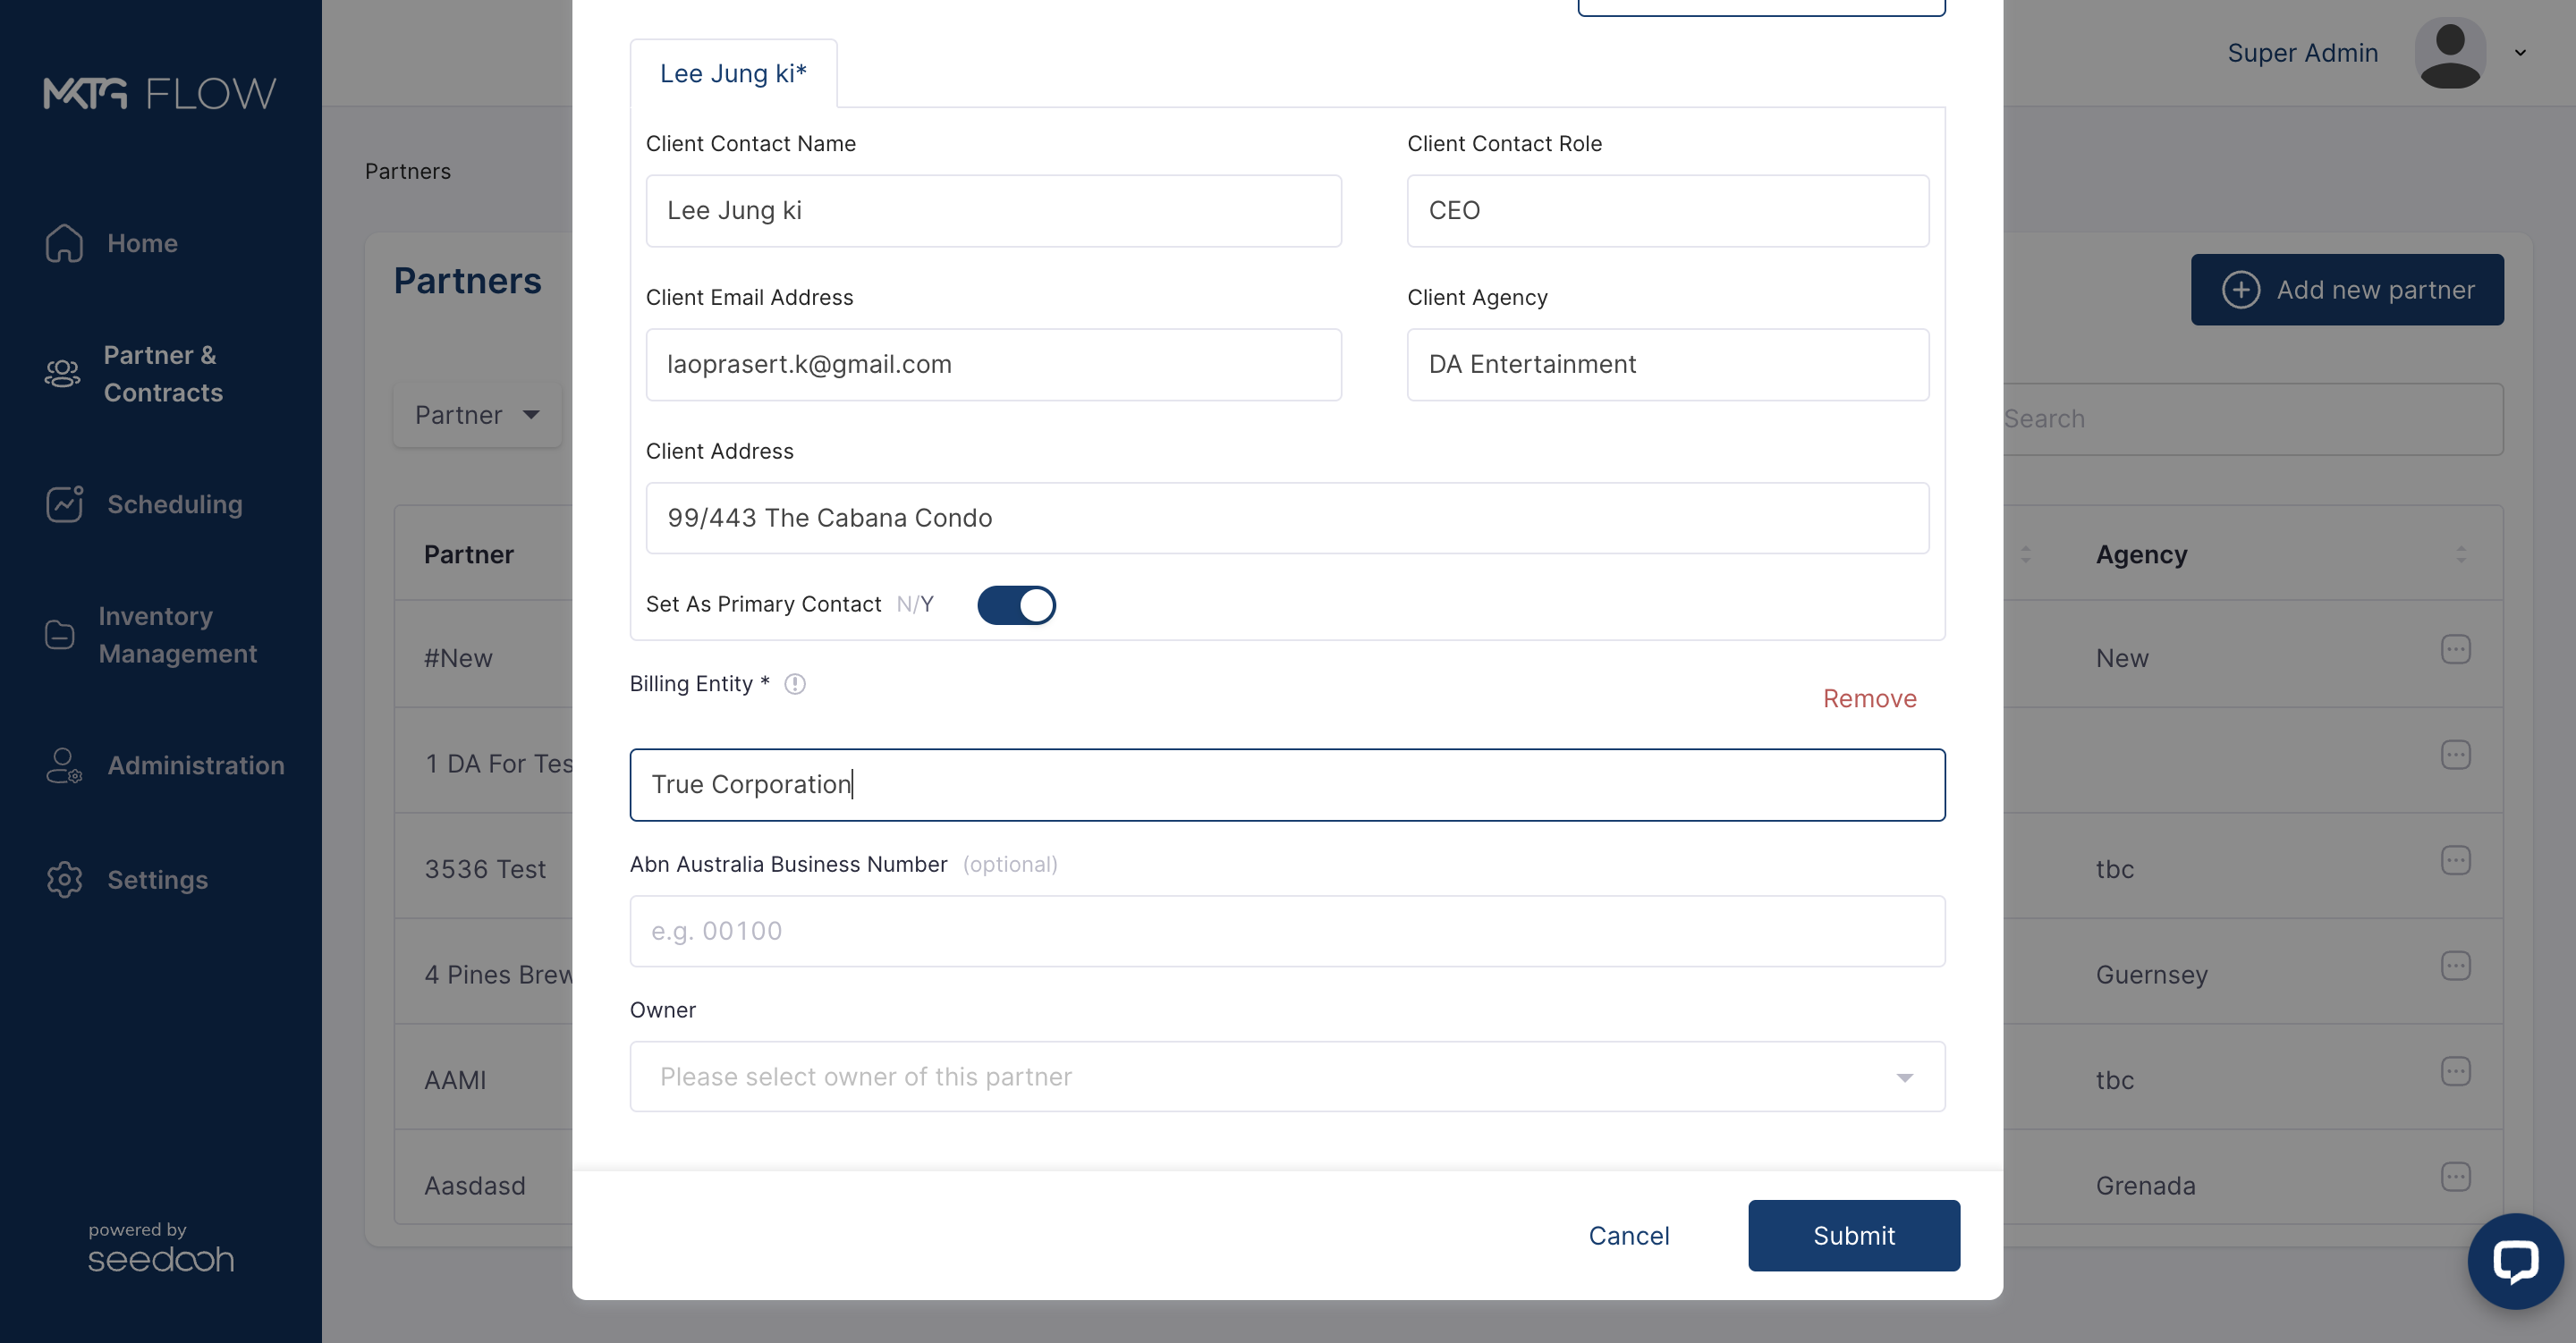 MKTG FLOW
Home
Partner &
Contracts
Scheduling
Inventory
Management
Administration
Settings
powered by
seedooh
Super Admin
Partners
Partners
Add new partner
Partner
Search
Partner
Agency
#New
New
1 DA For Tes
3536 Test
tbc
4 Pines Brew
Guernsey
AAMI
tbc
Aasdasd
Grenada
Lee Jung ki*
Client Contact Name
Client Contact Role
Lee Jung ki
CEO
Client Email Address
Client Agency
laoprasert.k@gmail.com
DA Entertainment
Client Address
99/443 The Cabana Condo
Set As Primary Contact N/Y
Billing Entity *
Remove
True Corporation
Abn Australia Business Number (optional)
e.g. 00100
Owner
Please select owner of this partner
Cancel
Submit